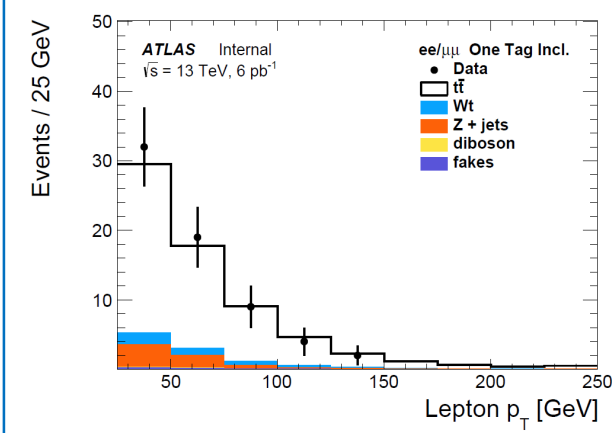 Events / 25 GeV
50
40
30
20
10
ATLAS Internal
√s = 13 TeV, 6 pb⁻¹
ee/μμ One Tag Incl.
Data
tt̄
Wt
Z + jets
diboson
fakes
50 100 150 200 250
Lepton p_T [GeV]